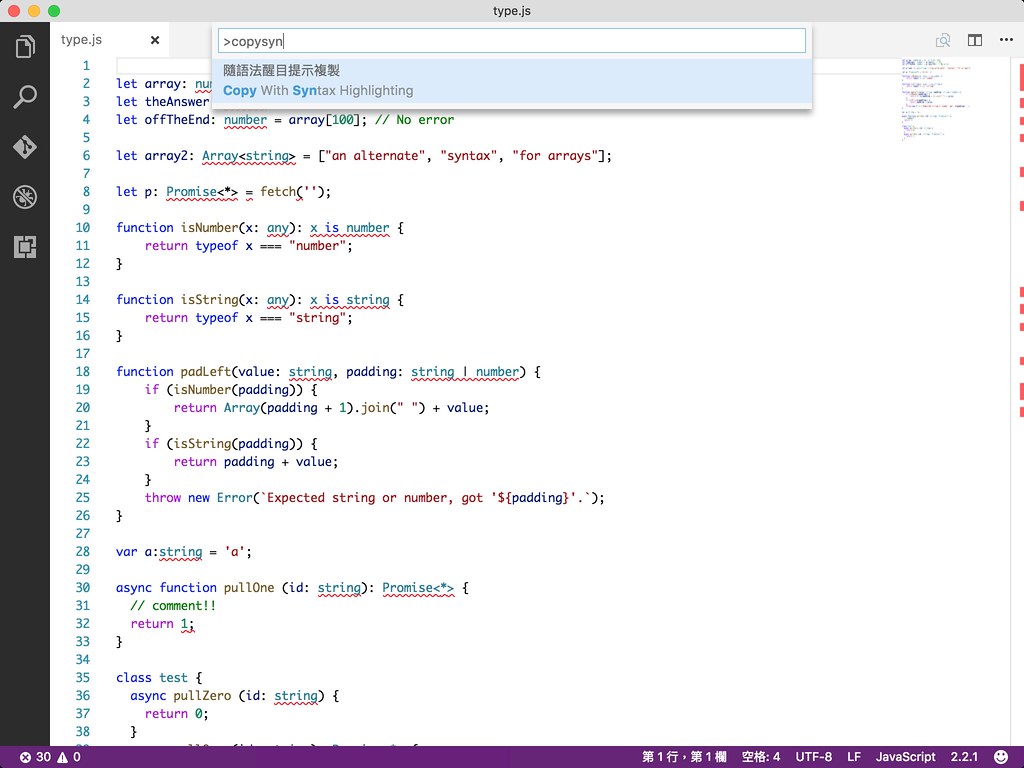 type.js
type.js
>copysyn
隨語法醒目提示複製
Copy With Syntax Highlighting
1
2 let array: nu
3 let theAnswer
4 let offTheEnd: number = array[100]; // No error
5
6 let array2: Array<string> = ["an alternate", "syntax", "for arrays"];
7
8 let p: Promise<*> = fetch('');
9
10 function isNumber(x: any): x is number {
11 return typeof x === "number";
12 }
13
14 function isString(x: any): x is string {
15 return typeof x === "string";
16 }
17
18 function padLeft(value: string, padding: string | number) {
19 if (isNumber(padding)) {
20 return Array(padding + 1).join(" ") + value;
21 }
22 if (isString(padding)) {
23 return padding + value;
24 }
25 throw new Error(`Expected string or number, got '${padding}'.`);
26 }
27
28 var a:string = 'a';
29
30 async function pullOne (id: string): Promise<*> {
31 // comment!!
32 return 1;
33 }
34
35 class test {
36 async pullZero (id: string) {
37 return 0;
38 }
30 0 第 1 行，第 1 欄 空格: 4 UTF-8 LF JavaScript 2.2.1